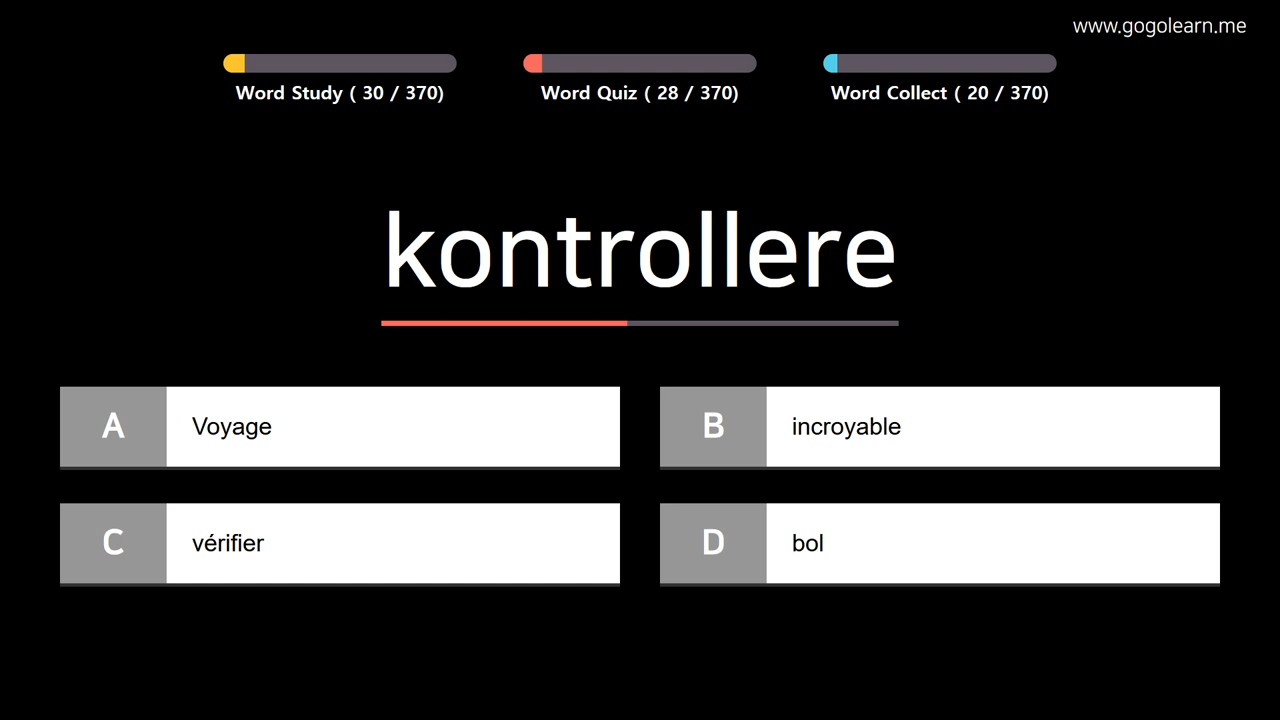 www.gogolearn.me
Word Study ( 30 / 370)
Word Quiz ( 28 / 370)
Word Collect ( 20 / 370)
kontrollere
A Voyage
B incroyable
C vérifier
D bol